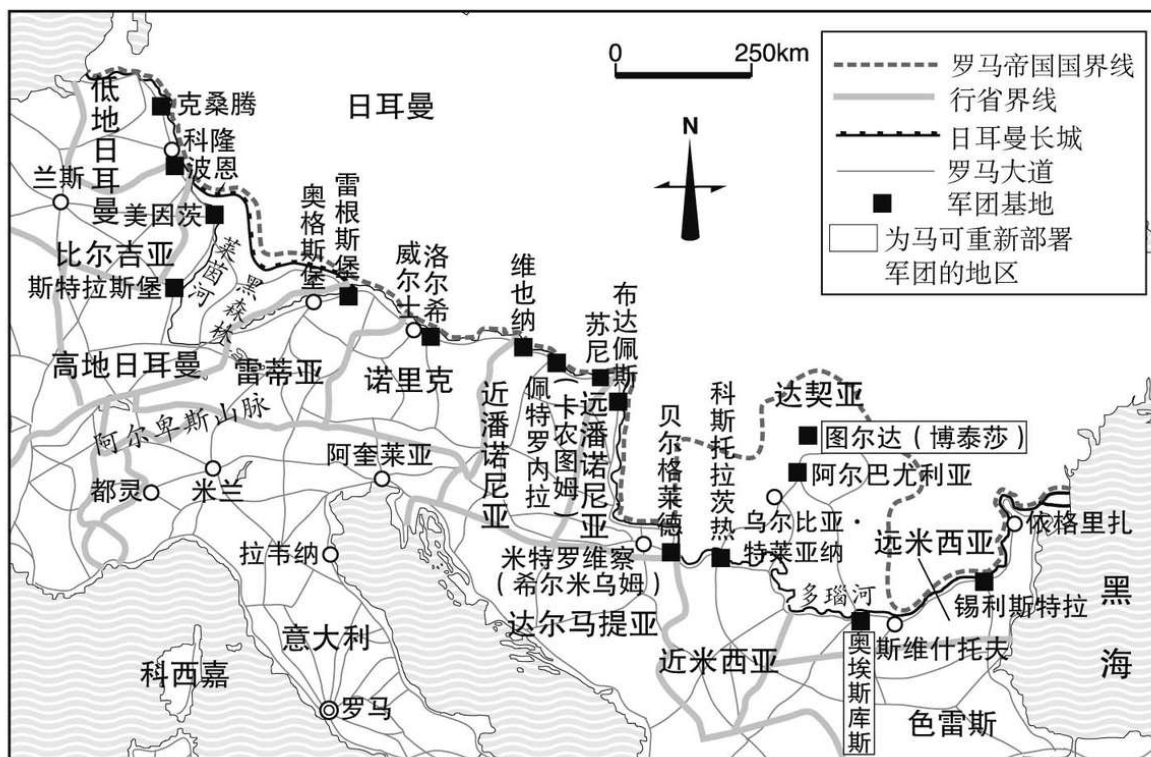 0 250km
N
罗马帝国国界线
行省界线
日耳曼长城
罗马大道
军团基地
为马可重新部署
军团的地区
低地日耳曼
克桑腾
日耳曼
科隆
波恩
兰斯
美因茨
比尔吉亚
斯特拉斯堡
莱茵河
黑森林
奥格斯堡
雷根斯堡
威尔士
洛尔希
维也纳
苏尼
布达佩斯
高地日耳曼
雷蒂亚
诺里克
近潘诺尼亚
佩特罗内拉
（卡农图姆）
远潘诺尼亚
贝尔格莱德
科斯托拉茨热
达契亚
图尔达（博泰莎）
阿尔巴尤利亚
乌尔比亚·
特莱亚纳
远米西亚
依格里扎
阿尔卑斯山脉
都灵
米兰
阿奎莱亚
拉韦纳
米特罗维察
（希尔米乌姆）
达尔马提亚
多瑙河
锡利斯特拉
斯维什托夫
奥埃斯库斯
近米西亚
色雷斯
黑海
意大利
科西嘉
罗马